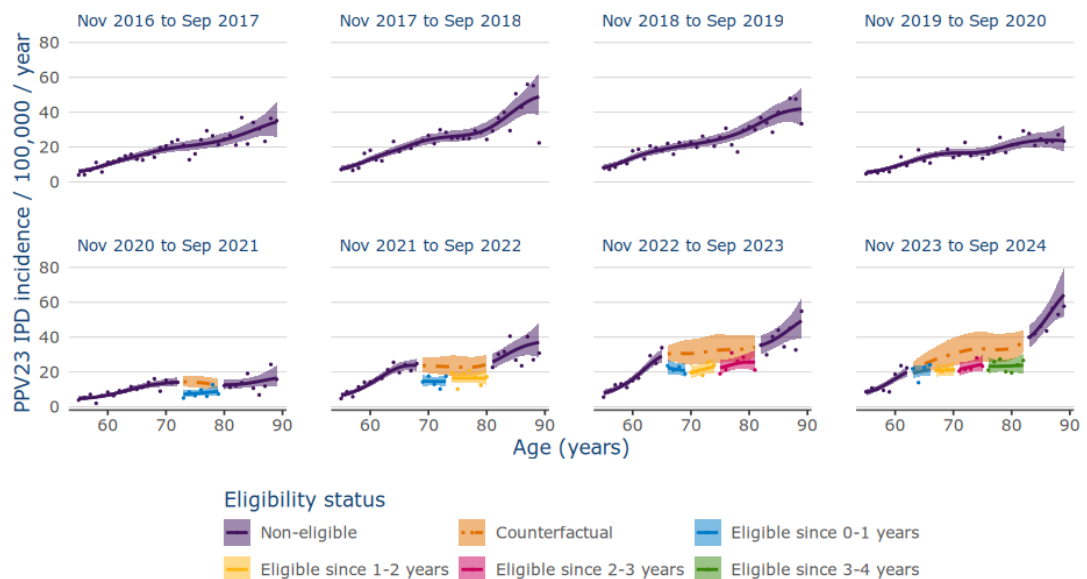 Nov 2016 to Sep 2017 Nov 2017 to Sep 2018 Nov 2018 to Sep 2019 Nov 2019 to Sep 2020
80
60
40
20
0
Nov 2020 to Sep 2021 Nov 2021 to Sep 2022 Nov 2022 to Sep 2023 Nov 2023 to Sep 2024
80
60
40
20
0
60 70 80 90 60 70 80 90 60 70 80 90 60 70 80 90
PPV23 IPD incidence / 100,000 / year
Age (years)
Eligibility status
Non-eligible Counterfactual Eligible since 0-1 years
Eligible since 1-2 years Eligible since 2-3 years Eligible since 3-4 years